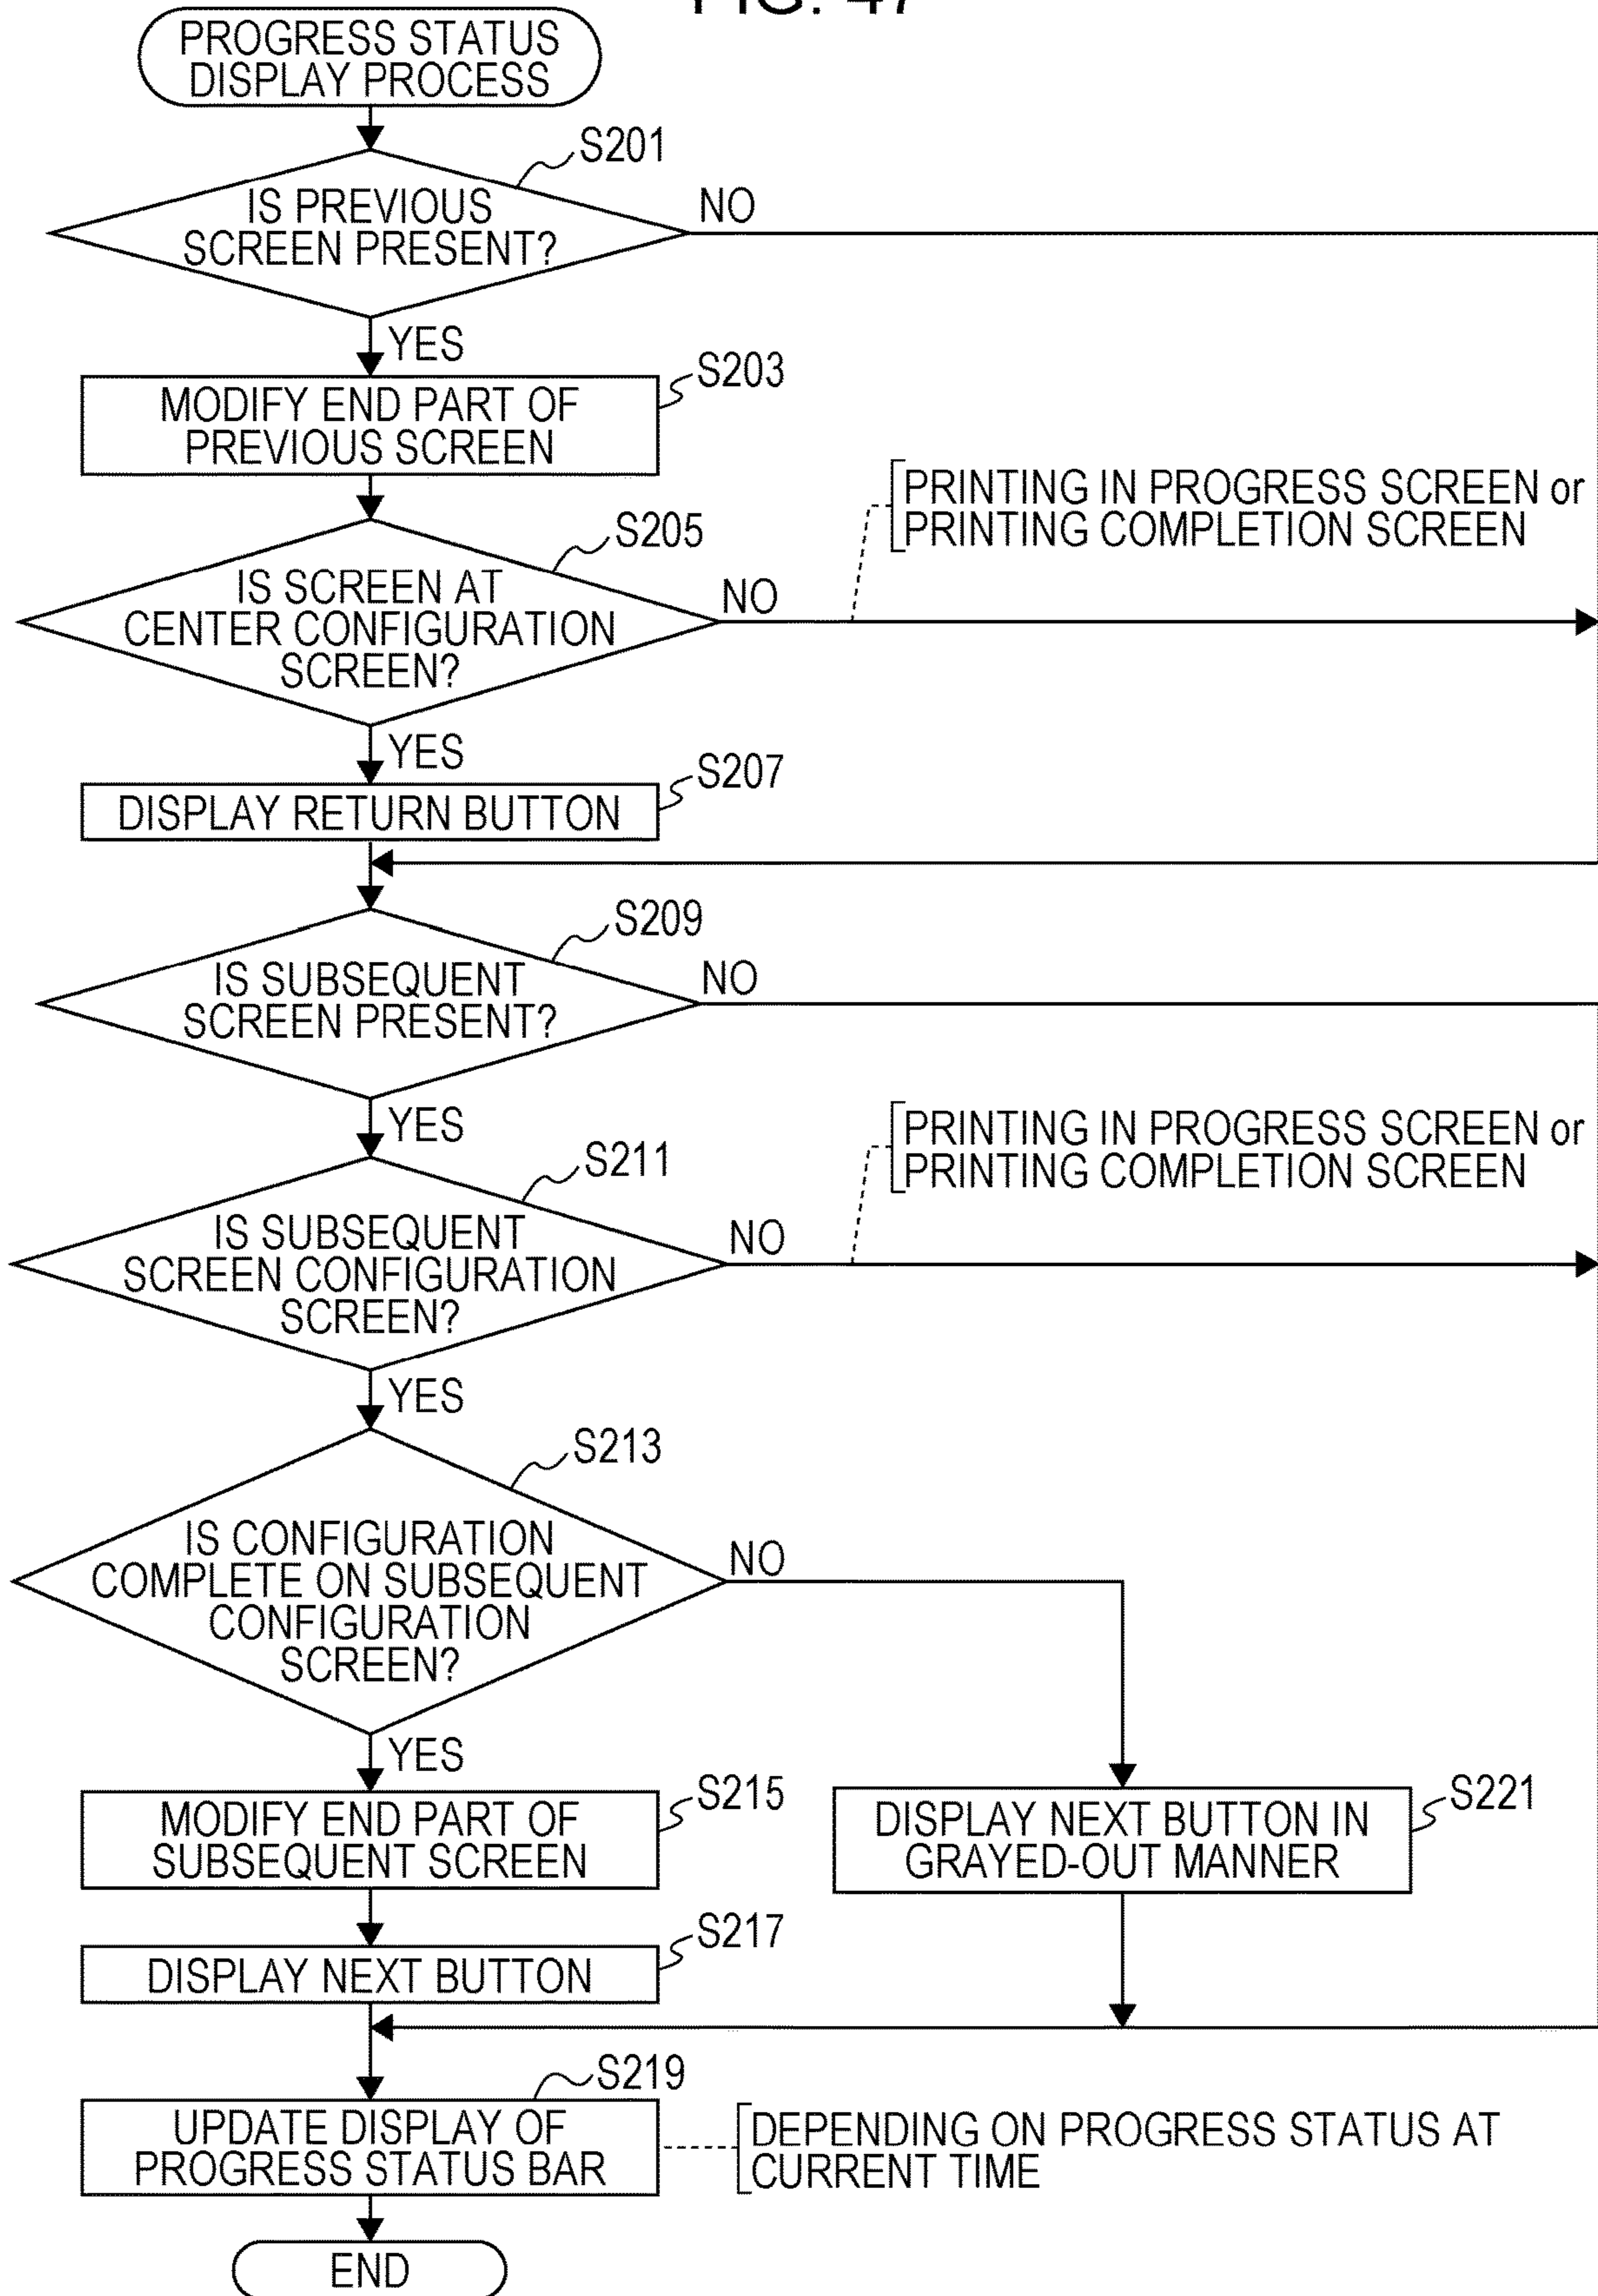 FIG. 47
PROGRESS STATUS
DISPLAY PROCESS
S201
IS PREVIOUS
SCREEN PRESENT?
NO
YES
S203
MODIFY END PART OF
PREVIOUS SCREEN
PRINTING IN PROGRESS SCREEN or
PRINTING COMPLETION SCREEN
S205
IS SCREEN AT
CENTER CONFIGURATION
SCREEN?
NO
YES
S207
DISPLAY RETURN BUTTON
S209
IS SUBSEQUENT
SCREEN PRESENT?
NO
YES
PRINTING IN PROGRESS SCREEN or
PRINTING COMPLETION SCREEN
S211
IS SUBSEQUENT
SCREEN CONFIGURATION
SCREEN?
NO
YES
S213
IS CONFIGURATION
COMPLETE ON SUBSEQUENT
CONFIGURATION
SCREEN?
NO
YES
S215
MODIFY END PART OF
SUBSEQUENT SCREEN
S221
DISPLAY NEXT BUTTON IN
GRAYED-OUT MANNER
S217
DISPLAY NEXT BUTTON
S219
UPDATE DISPLAY OF
PROGRESS STATUS BAR
DEPENDING ON PROGRESS STATUS AT
CURRENT TIME
END